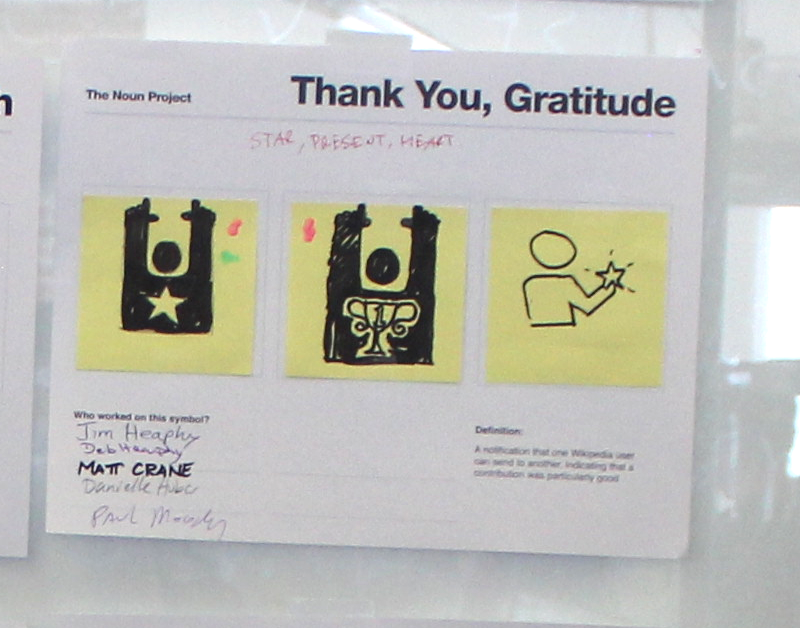 The Noun Project
Thank You, Gratitude
STAR, PRESENT, HEART
1
Who worked on this symbol?
Jim Heaphy
Deb Heaphy
MATT CRANE
Danielle
Paul
Definition:
A notification that one Wikipedia user
can send to another, indicating that a
contribution was particularly good